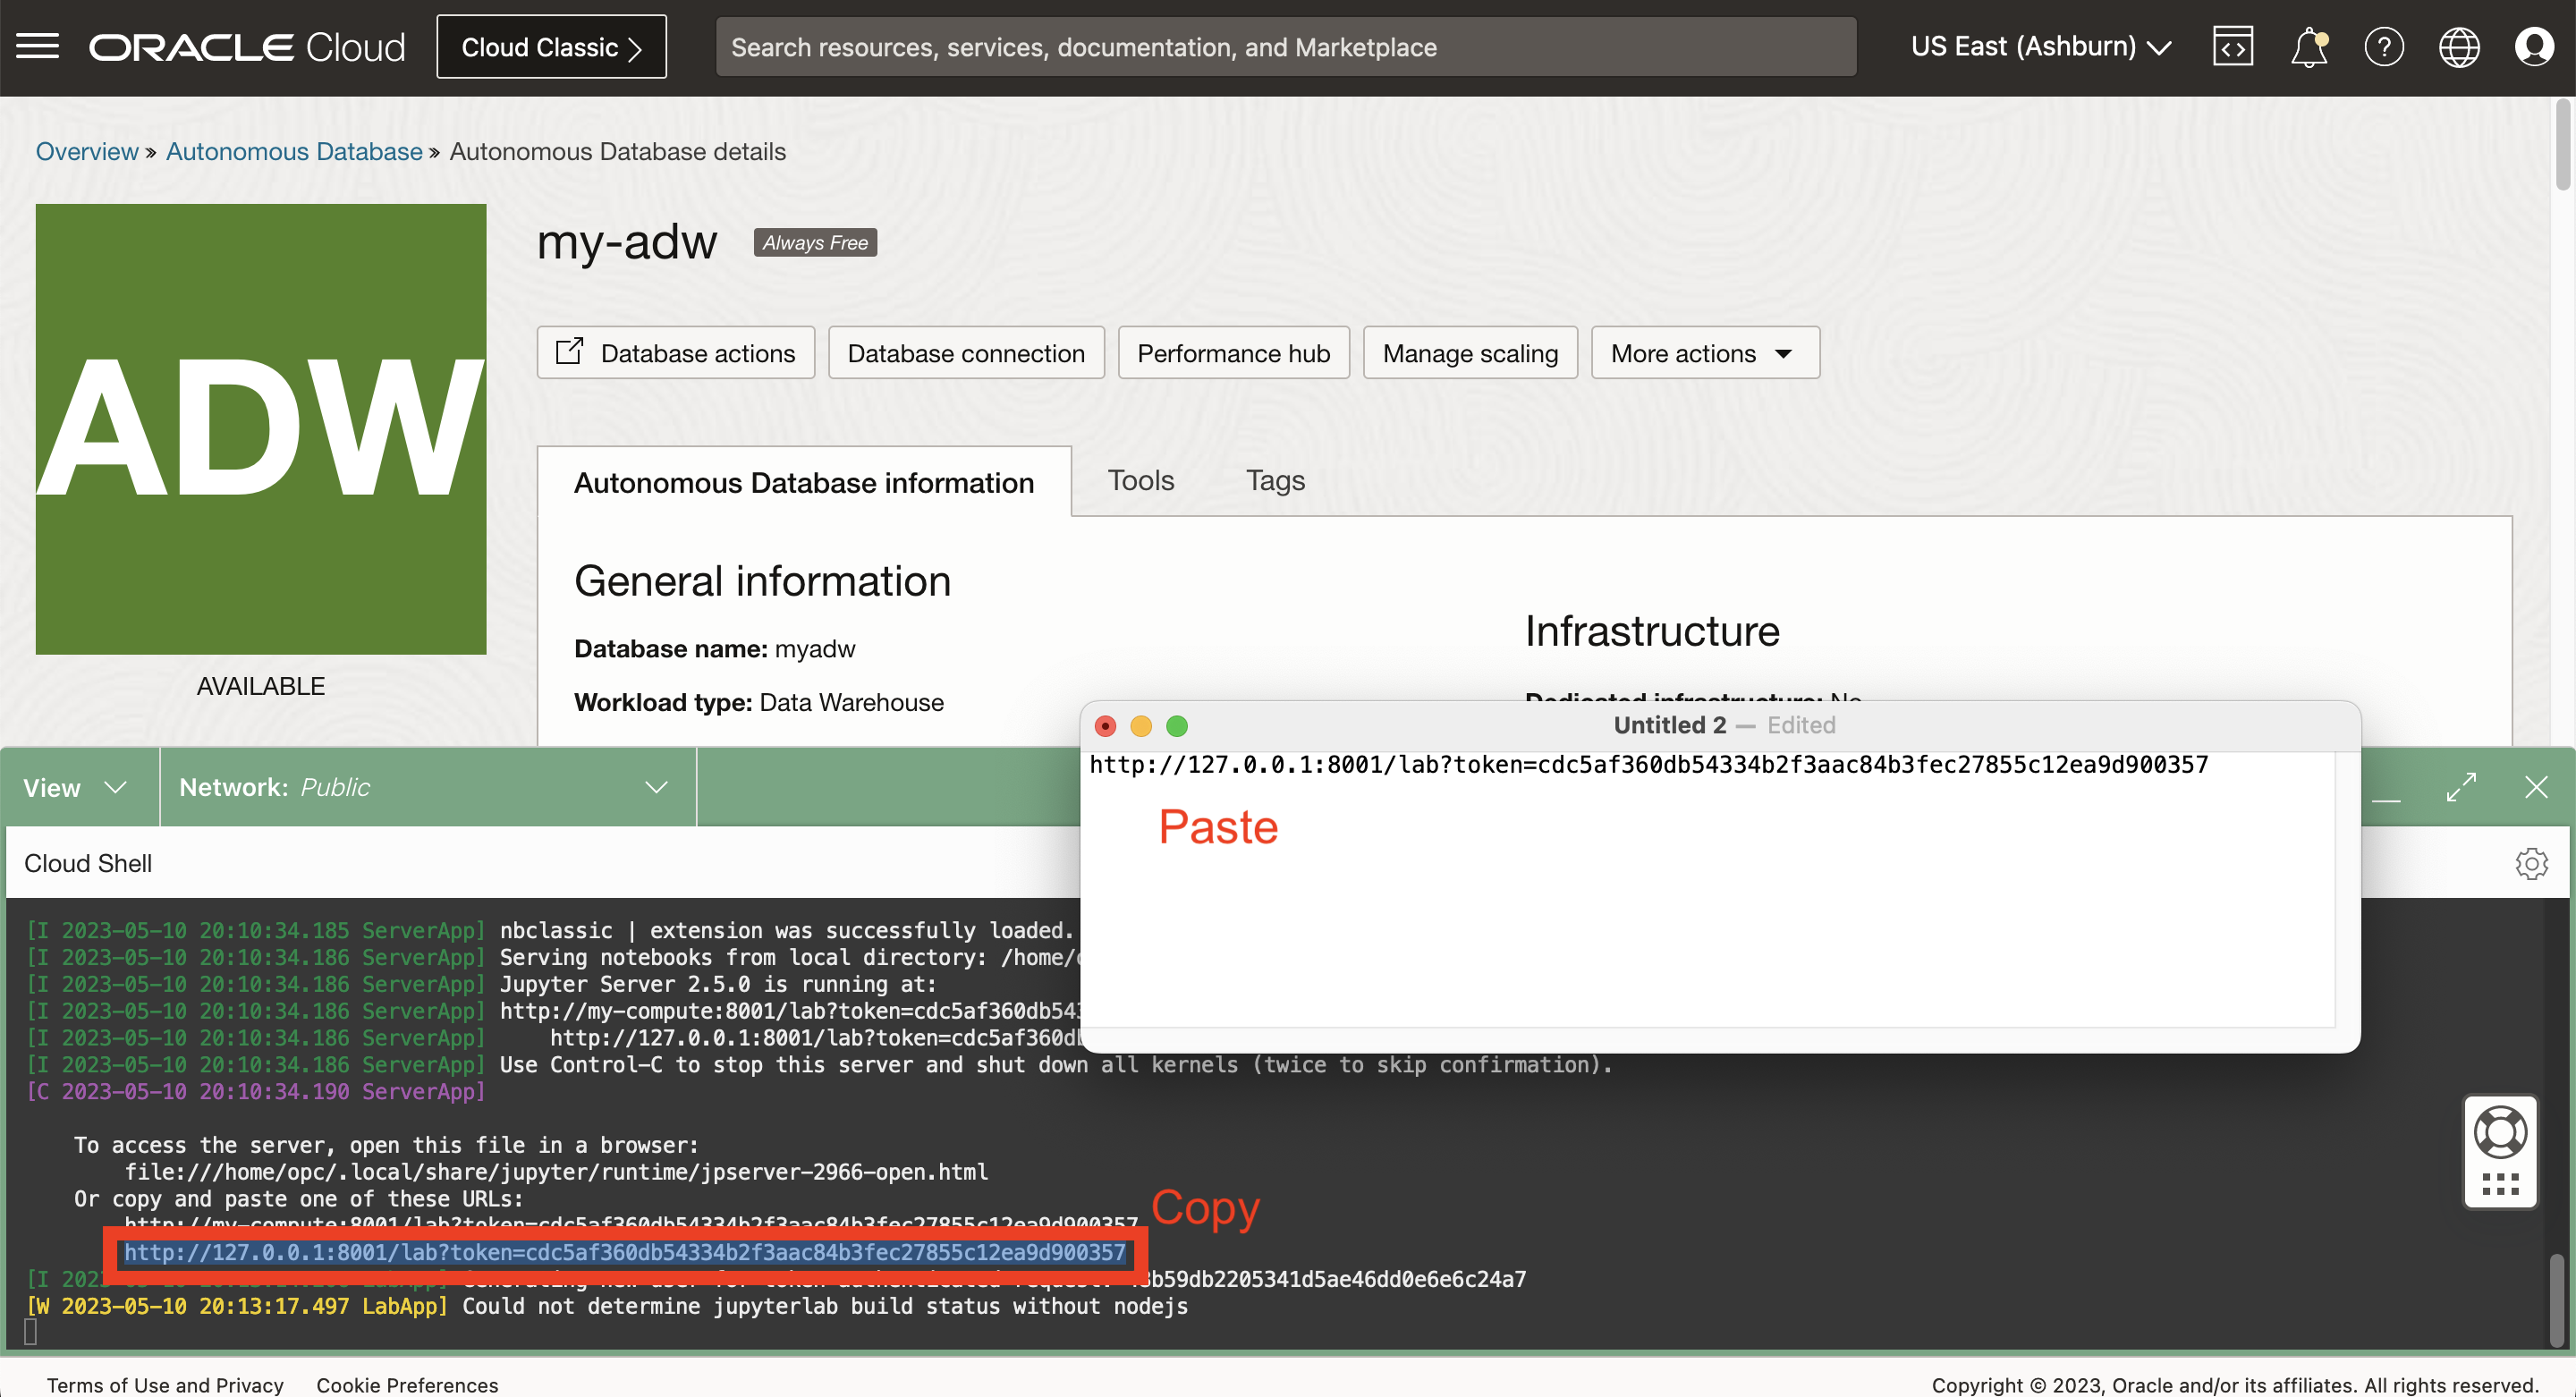 ORACLE Cloud
Cloud Classic
Search resources, services, documentation, and Marketplace
US East (Ashburn)
Overview » Autonomous Database » Autonomous Database details
ADW
AVAILABLE
my-adw
Always Free
Database actions
Database connection
Performance hub
Manage scaling
More actions
Autonomous Database information
Tools
Tags
General information
Database name: myadw
Workload type: Data Warehouse
Infrastructure
Dedicated infrastructure: No
Untitled 2 — Edited
http://127.0.0.1:8001/lab?token=cdc5af360db54334b2f3aac84b3fec27855c12ea9d900357
Paste
View
Network: Public
Cloud Shell
[I 2023-05-10 20:10:34.185 ServerApp] nbclassic | extension was successfully loaded.
[I 2023-05-10 20:10:34.186 ServerApp] Serving notebooks from local directory: /home/
[I 2023-05-10 20:10:34.186 ServerApp] Jupyter Server 2.5.0 is running at:
[I 2023-05-10 20:10:34.186 ServerApp] http://my-compute:8001/lab?token=cdc5af360db543
[I 2023-05-10 20:10:34.186 ServerApp]     http://127.0.0.1:8001/lab?token=cdc5af360d
[I 2023-05-10 20:10:34.186 ServerApp] Use Control-C to stop this server and shut down all kernels (twice to skip confirmation).
[C 2023-05-10 20:10:34.190 ServerApp]
To access the server, open this file in a browser:
file:///home/opc/.local/share/jupyter/runtime/jpserver-2966-open.html
Or copy and paste one of these URLs:
http://my-compute:8001/lab?token=cdc5af360db54334b2f3aac84b3fec27855c12ea9d900357
Copy
http://127.0.0.1:8001/lab?token=cdc5af360db54334b2f3aac84b3fec27855c12ea9d900357
[I 2023 8b59db2205341d5ae46dd0e6e6c24a7
[W 2023-05-10 20:13:17.497 LabApp] Could not determine jupyterlab build status without nodejs
Terms of Use and Privacy
Cookie Preferences
Copyright © 2023, Oracle and/or its affiliates. All rights reserved.